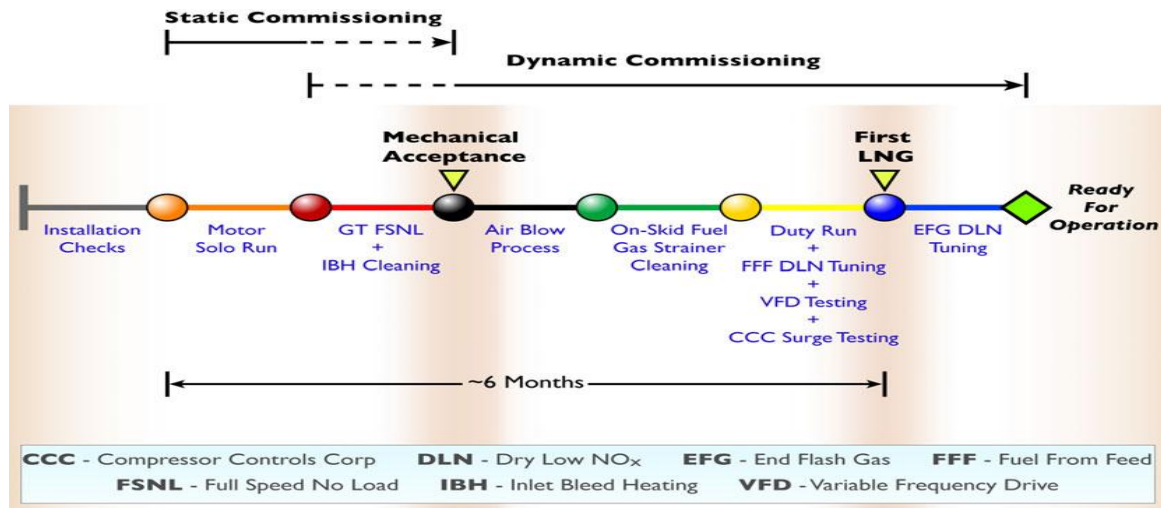 Static Commissioning
Dynamic Commissioning
Mechanical
Acceptance
First
LNG
Ready
For
Operation
Installation
Checks
Motor
Solo Run
GT FSNL
+
IBH Cleaning
Air Blow
Process
On-Skid Fuel
Gas Strainer
Cleaning
Duty Run
+
FFF DLN Tuning
+
VFD Testing
+
CCC Surge Testing
EFG DLN
Tuning
~6 Months
CCC - Compressor Controls Corp DLN - Dry Low NOx EFG - End Flash Gas FFF - Fuel From Feed
FSNL - Full Speed No Load IBH - Inlet Bleed Heating VFD - Variable Frequency Drive